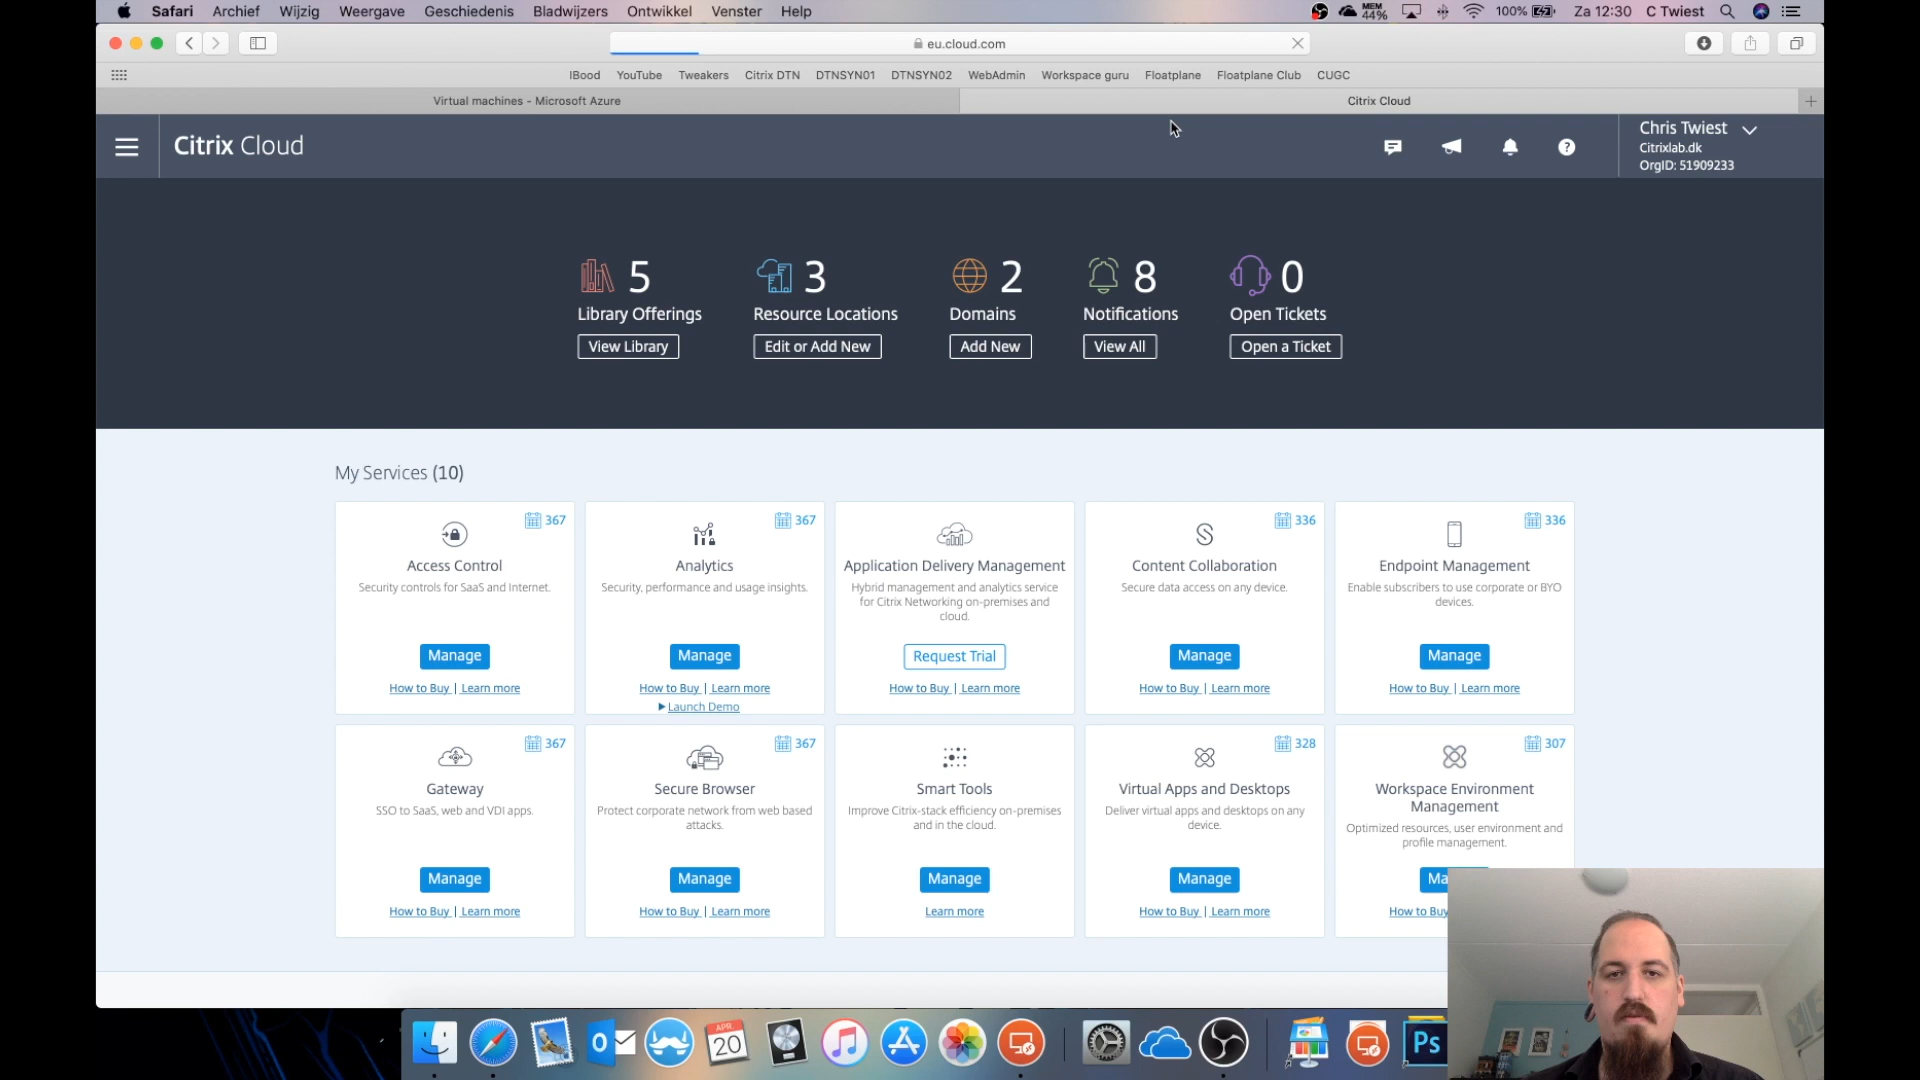 Safari Archief Wijzig Weergave Geschiedenis Bladwijzers Ontwikkel Venster Help
MEM 44% 100% Za 12:30 C Twiest
eu.cloud.com
IBood YouTube Tweakers Citrix DTN DTNSYN01 DTNSYN02 WebAdmin Workspace guru Floatplane Floatplane Club CUGC
Virtual machines - Microsoft Azure Citrix Cloud
Citrix Cloud
Chris Twiest
Citrixlab.dk
OrgID: 51909233
5 3 2 8 0
Library Offerings Resource Locations Domains Notifications Open Tickets
View Library Edit or Add New Add New View All Open a Ticket
My Services (10)
367 367 336 336
Access Control Analytics Application Delivery Management Content Collaboration Endpoint Management
Security controls for SaaS and Internet. Security, performance and usage insights. Hybrid management and analytics service Secure data access on any device. Enable subscribers to use corporate or BYO
for Citrix Networking on-premises and devices.
cloud.
Manage Manage Request Trial Manage Manage
How to Buy | Learn more How to Buy | Learn more How to Buy | Learn more How to Buy | Learn more How to Buy | Learn more
Launch Demo
367 367 328 307
Gateway Secure Browser Smart Tools Virtual Apps and Desktops Workspace Environment
Management
SSO to SaaS, web and VDI apps. Protect corporate network from web based Improve Citrix-stack efficiency on-premises Deliver virtual apps and desktops on any Optimized resources, user environment and
attacks. and in the cloud. device. profile management.
Manage Manage Manage Manage Ma
How to Buy | Learn more How to Buy | Learn more Learn more How to Buy | Learn more How to Buy
APR.
20
Ps